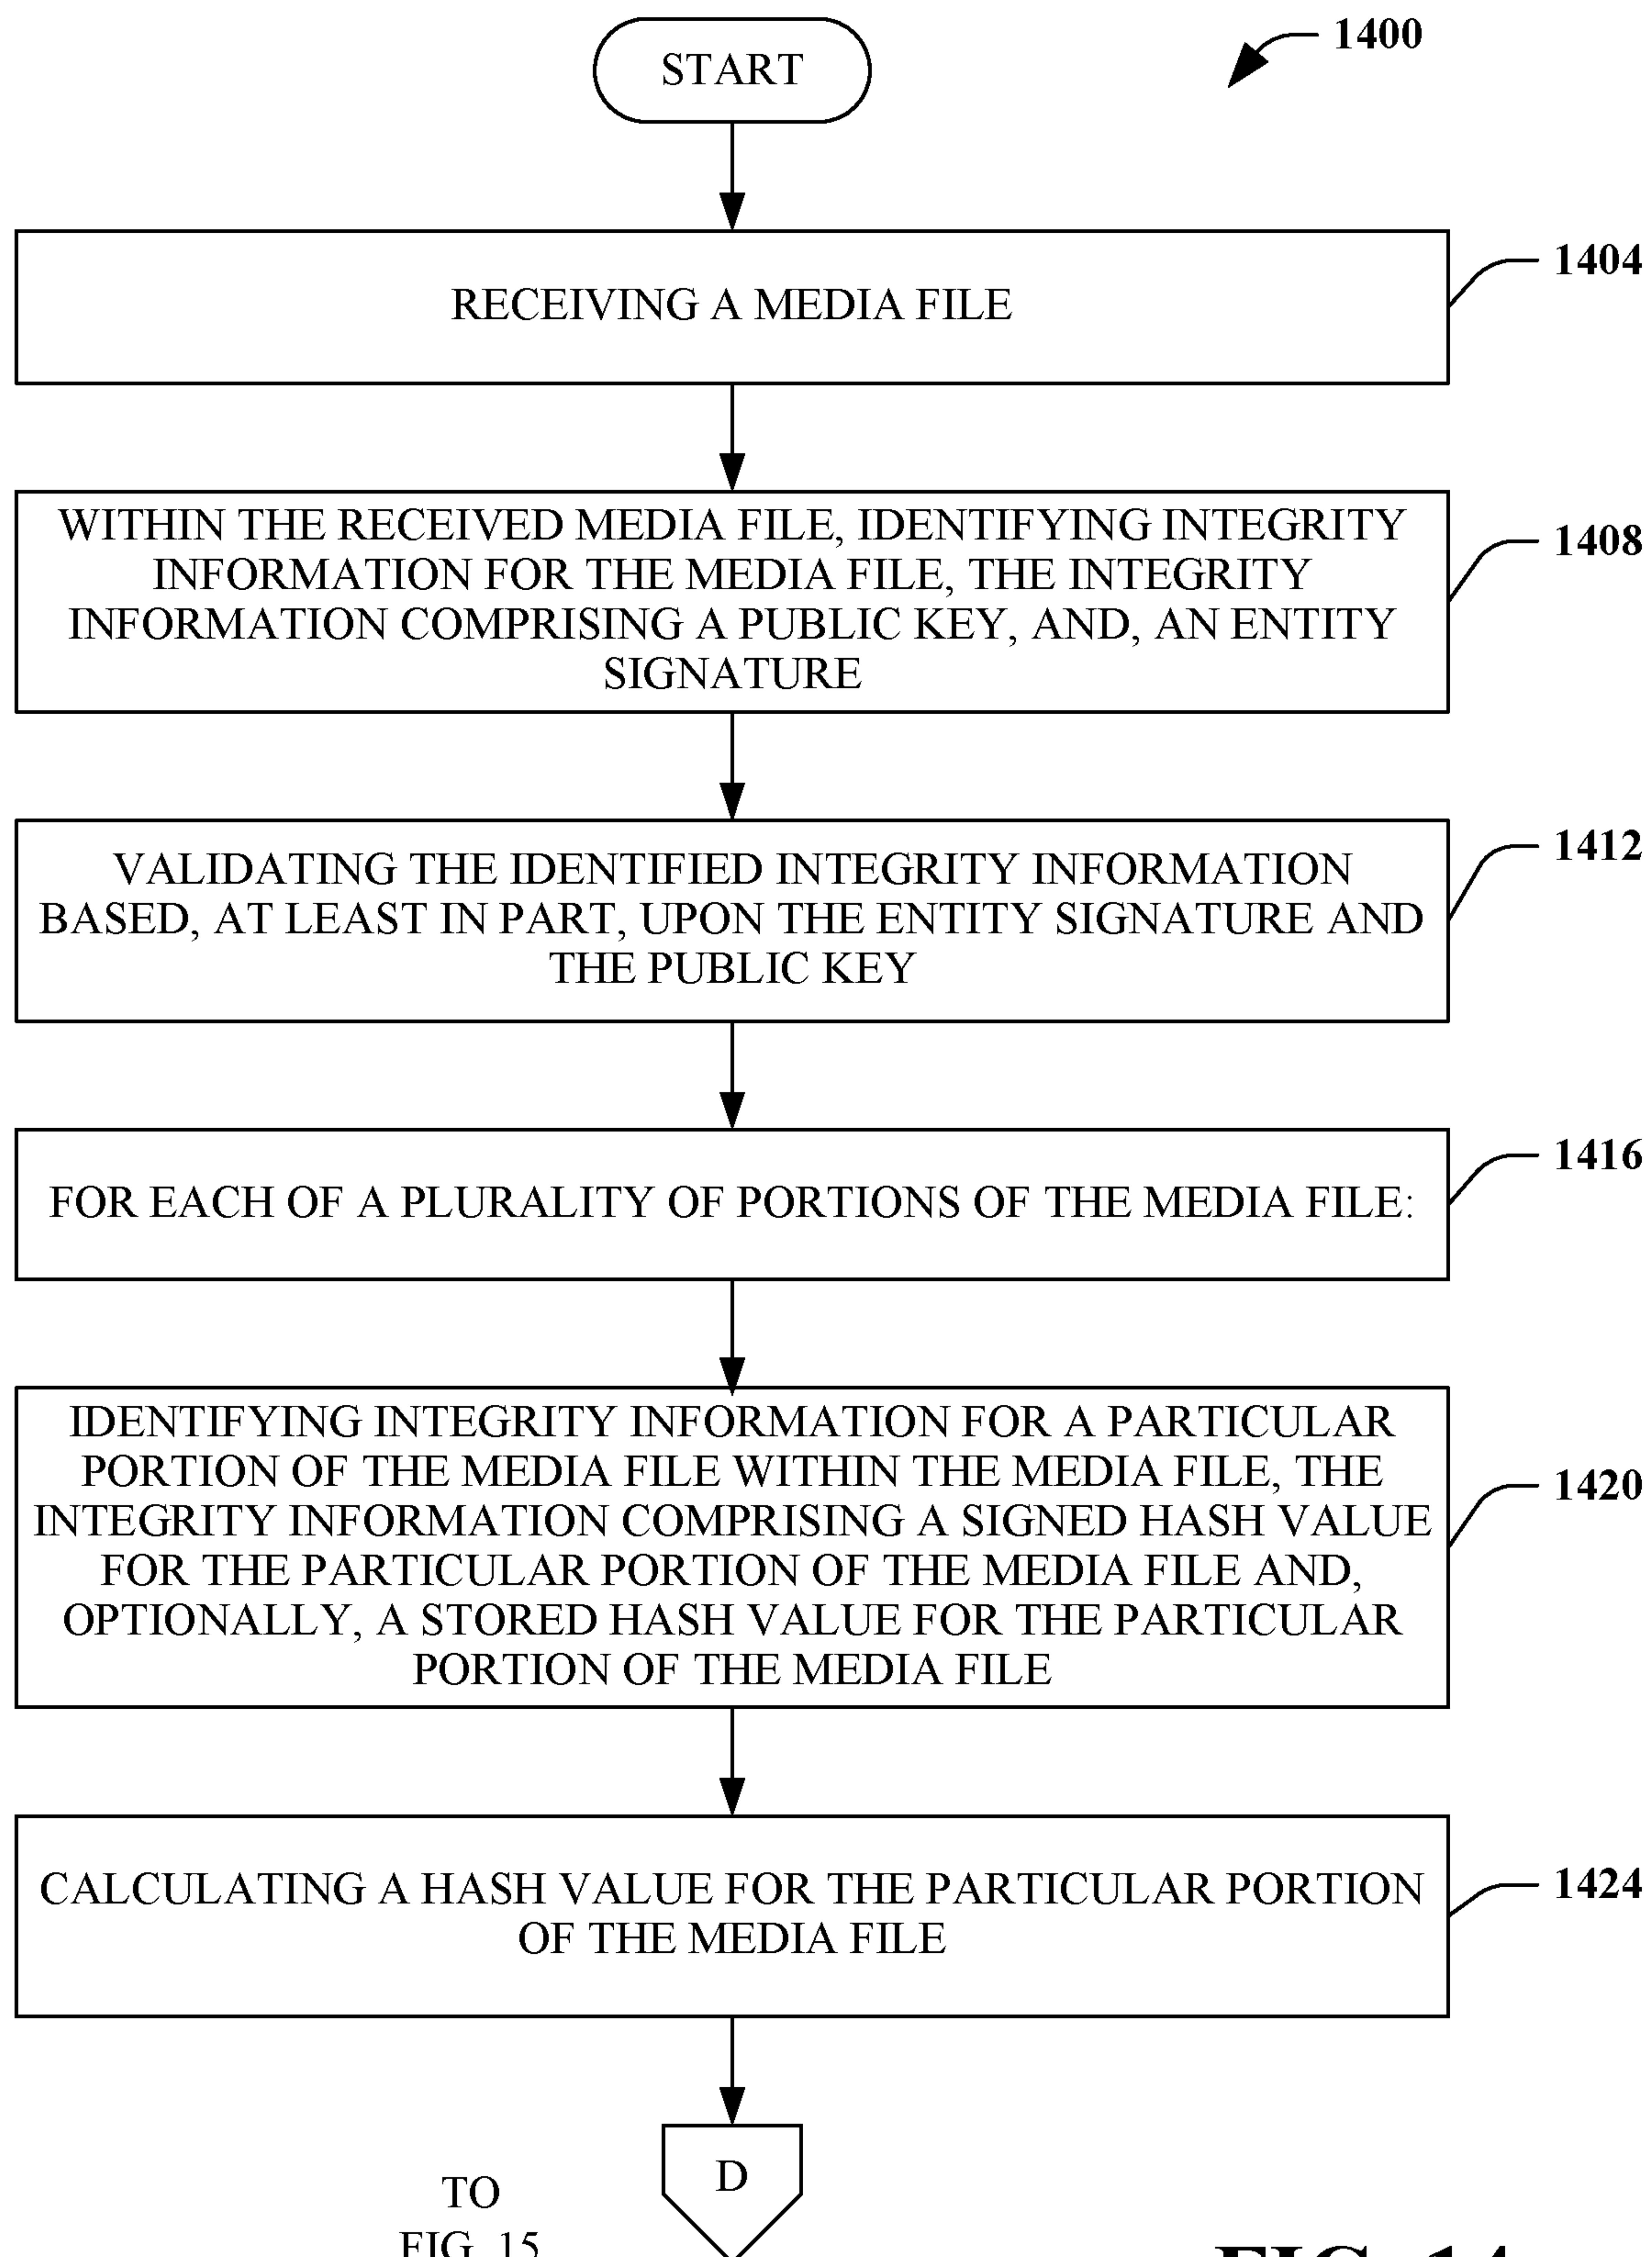 START
1400
RECEIVING A MEDIA FILE
1404
WITHIN THE RECEIVED MEDIA FILE, IDENTIFYING INTEGRITY
INFORMATION FOR THE MEDIA FILE, THE INTEGRITY
INFORMATION COMPRISING A PUBLIC KEY, AND, AN ENTITY
SIGNATURE
1408
VALIDATING THE IDENTIFIED INTEGRITY INFORMATION
BASED, AT LEAST IN PART, UPON THE ENTITY SIGNATURE AND
THE PUBLIC KEY
1412
FOR EACH OF A PLURALITY OF PORTIONS OF THE MEDIA FILE:
1416
IDENTIFYING INTEGRITY INFORMATION FOR A PARTICULAR
PORTION OF THE MEDIA FILE WITHIN THE MEDIA FILE, THE
INTEGRITY INFORMATION COMPRISING A SIGNED HASH VALUE
FOR THE PARTICULAR PORTION OF THE MEDIA FILE AND,
OPTIONALLY, A STORED HASH VALUE FOR THE PARTICULAR
PORTION OF THE MEDIA FILE
1420
CALCULATING A HASH VALUE FOR THE PARTICULAR PORTION
OF THE MEDIA FILE
1424
D
TO
FIG. 15
FIG. 14